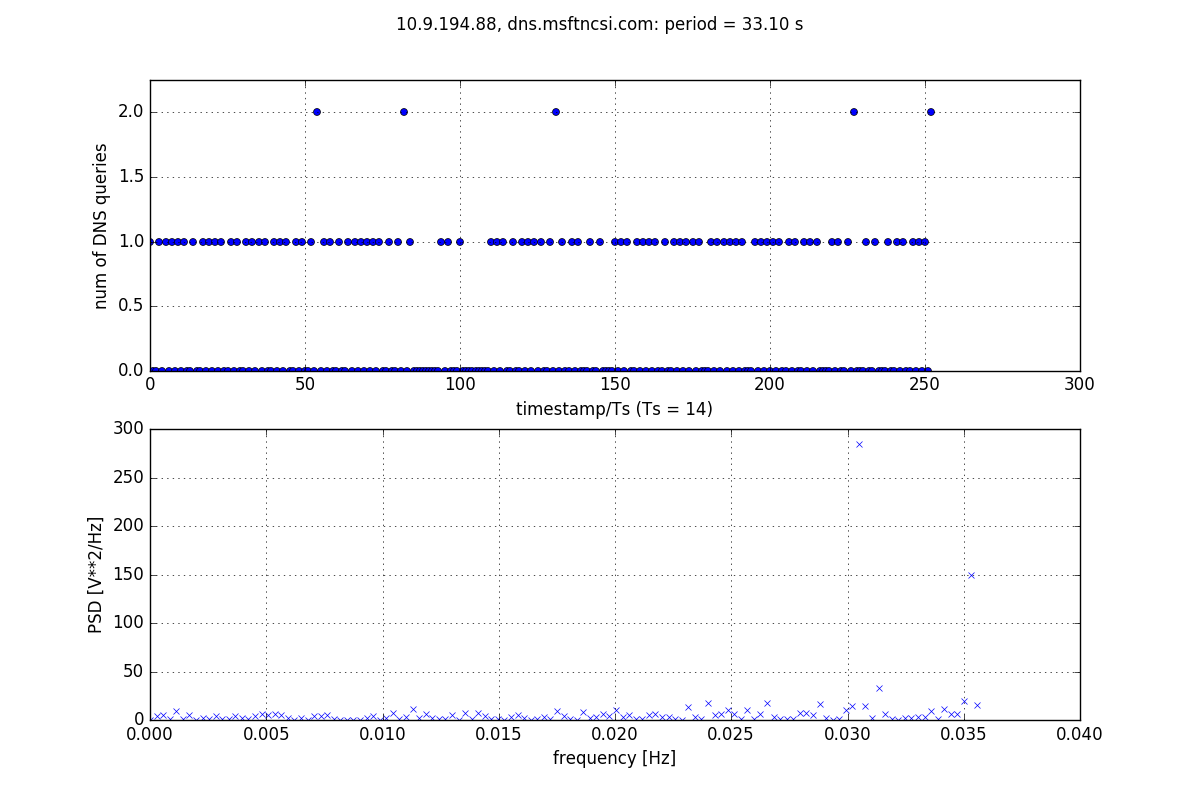 10.9.194.88, dns.msftncsi.com: period = 33.10 s
num of DNS queries
2.0
1.5
1.0
0.5
0.0
0 50 100 150 200 250 300
timestamp/Ts (Ts = 14)
PSD [V**2/Hz]
300
250
200
150
100
50
0
0.000 0.005 0.010 0.015 0.020 0.025 0.030 0.035 0.040
frequency [Hz]